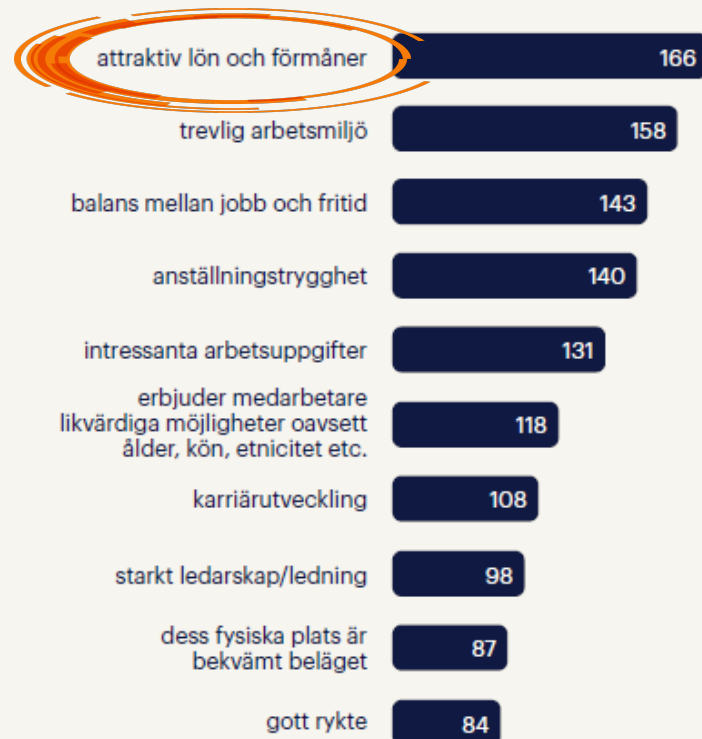 attraktiv lön och förmåner 166
trevlig arbetsmiljö 158
balans mellan jobb och fritid 143
anställningstrygghet 140
intressanta arbetsuppgifter 131
erbjuder medarbetare
likvärdiga möjligheter oavsett 118
ålder, kön, etnicitet etc.
karriärutveckling 108
starkt ledarskap/ledning 98
dess fysiska plats är
bekvämt beläget 87
gott rykte 84